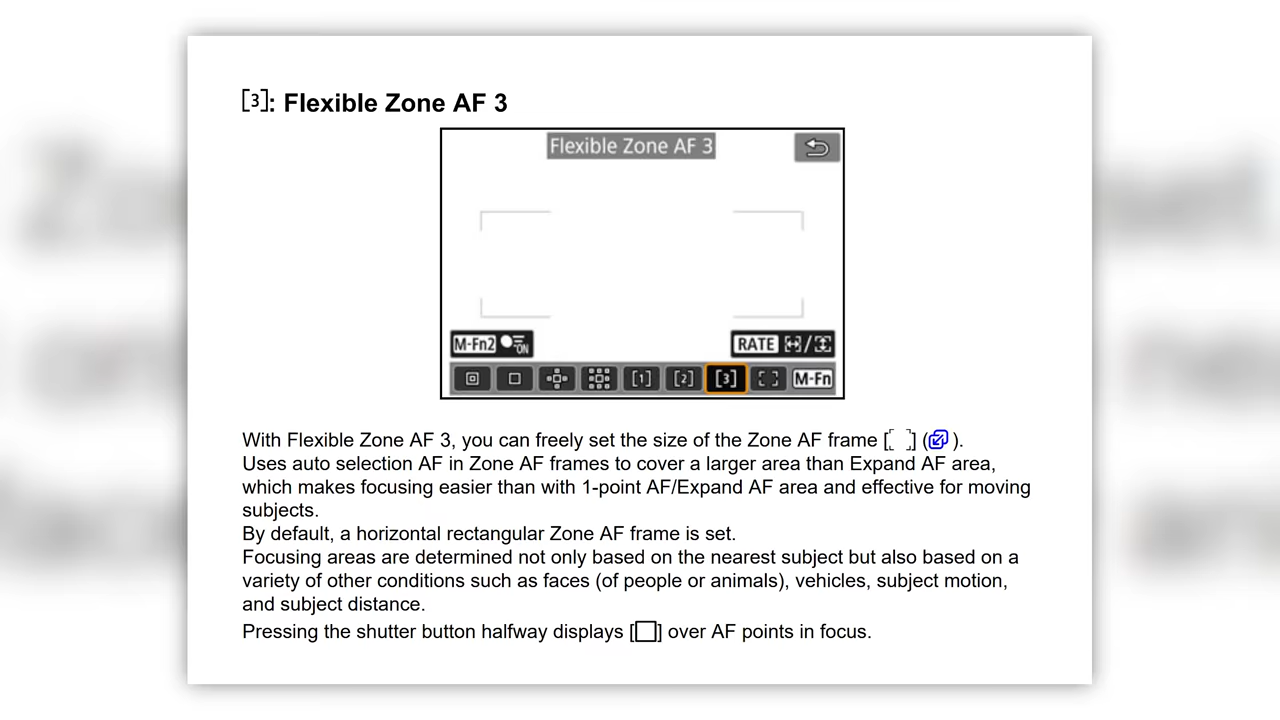 [3]: Flexible Zone AF 3
Flexible Zone AF 3
M-Fn2 ON
RATE
[1] [2] [3] M-Fn
With Flexible Zone AF 3, you can freely set the size of the Zone AF frame [ ] ( ).
Uses auto selection AF in Zone AF frames to cover a larger area than Expand AF area,
which makes focusing easier than with 1-point AF/Expand AF area and effective for moving
subjects.
By default, a horizontal rectangular Zone AF frame is set.
Focusing areas are determined not only based on the nearest subject but also based on a
variety of other conditions such as faces (of people or animals), vehicles, subject motion,
and subject distance.
Pressing the shutter button halfway displays [ ] over AF points in focus.